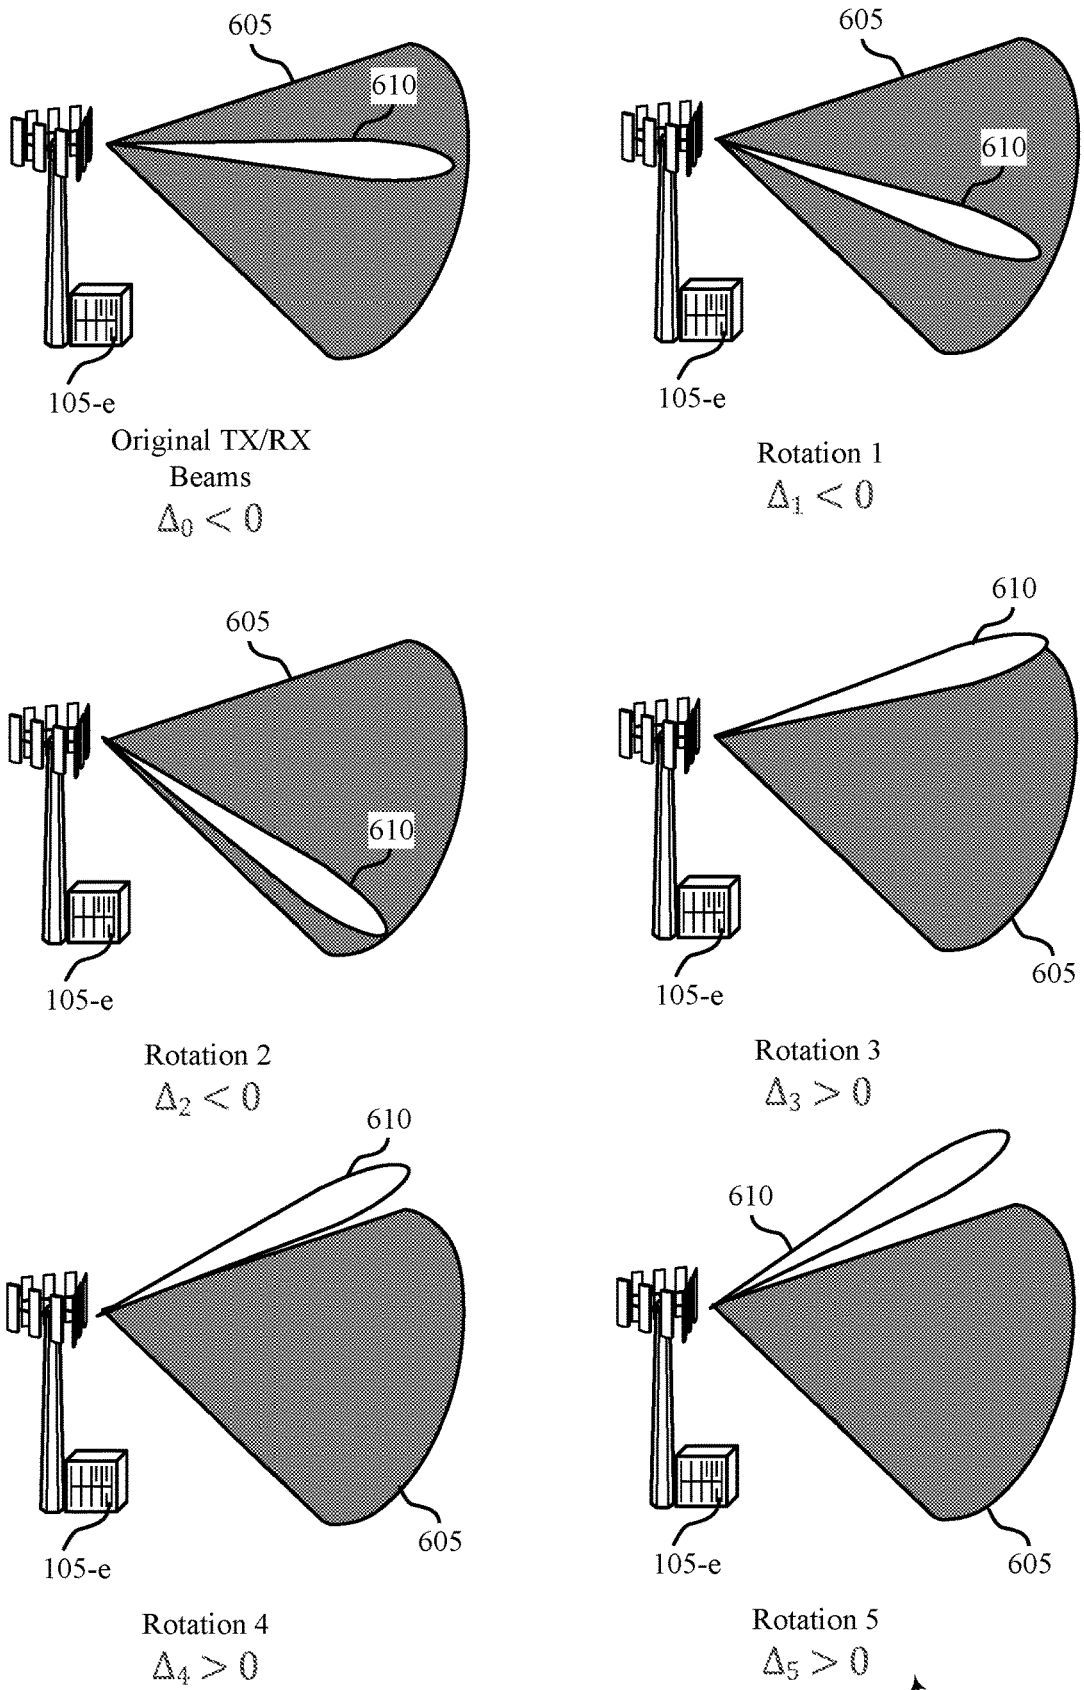 605
610
105-e
Original TX/RX
Beams
Δ₀ < 0
605
610
105-e
Rotation 1
Δ₁ < 0
605
610
105-e
Rotation 2
Δ₂ < 0
610
605
105-e
Rotation 3
Δ₃ > 0
610
605
105-e
Rotation 4
Δ₄ > 0
610
605
105-e
Rotation 5
Δ₅ > 0